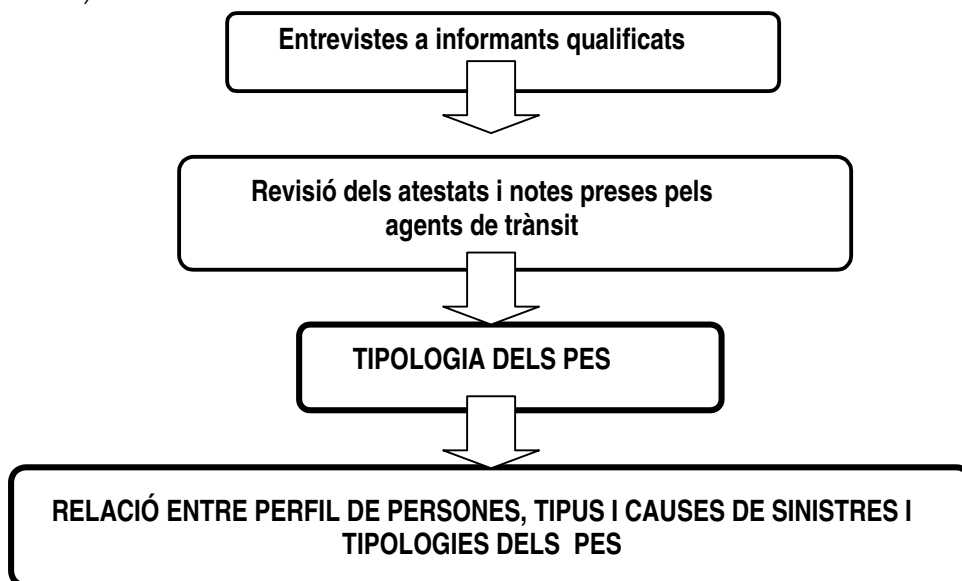 Entrevistes a informants qualificats
Revisió dels atestats i notes preses pels
agents de trànsit
TIPOLOGIA DELS PES
RELACIÓ ENTRE PERFIL DE PERSONES, TIPUS I CAUSES DE SINISTRES I
TIPOLOGIES DELS PES